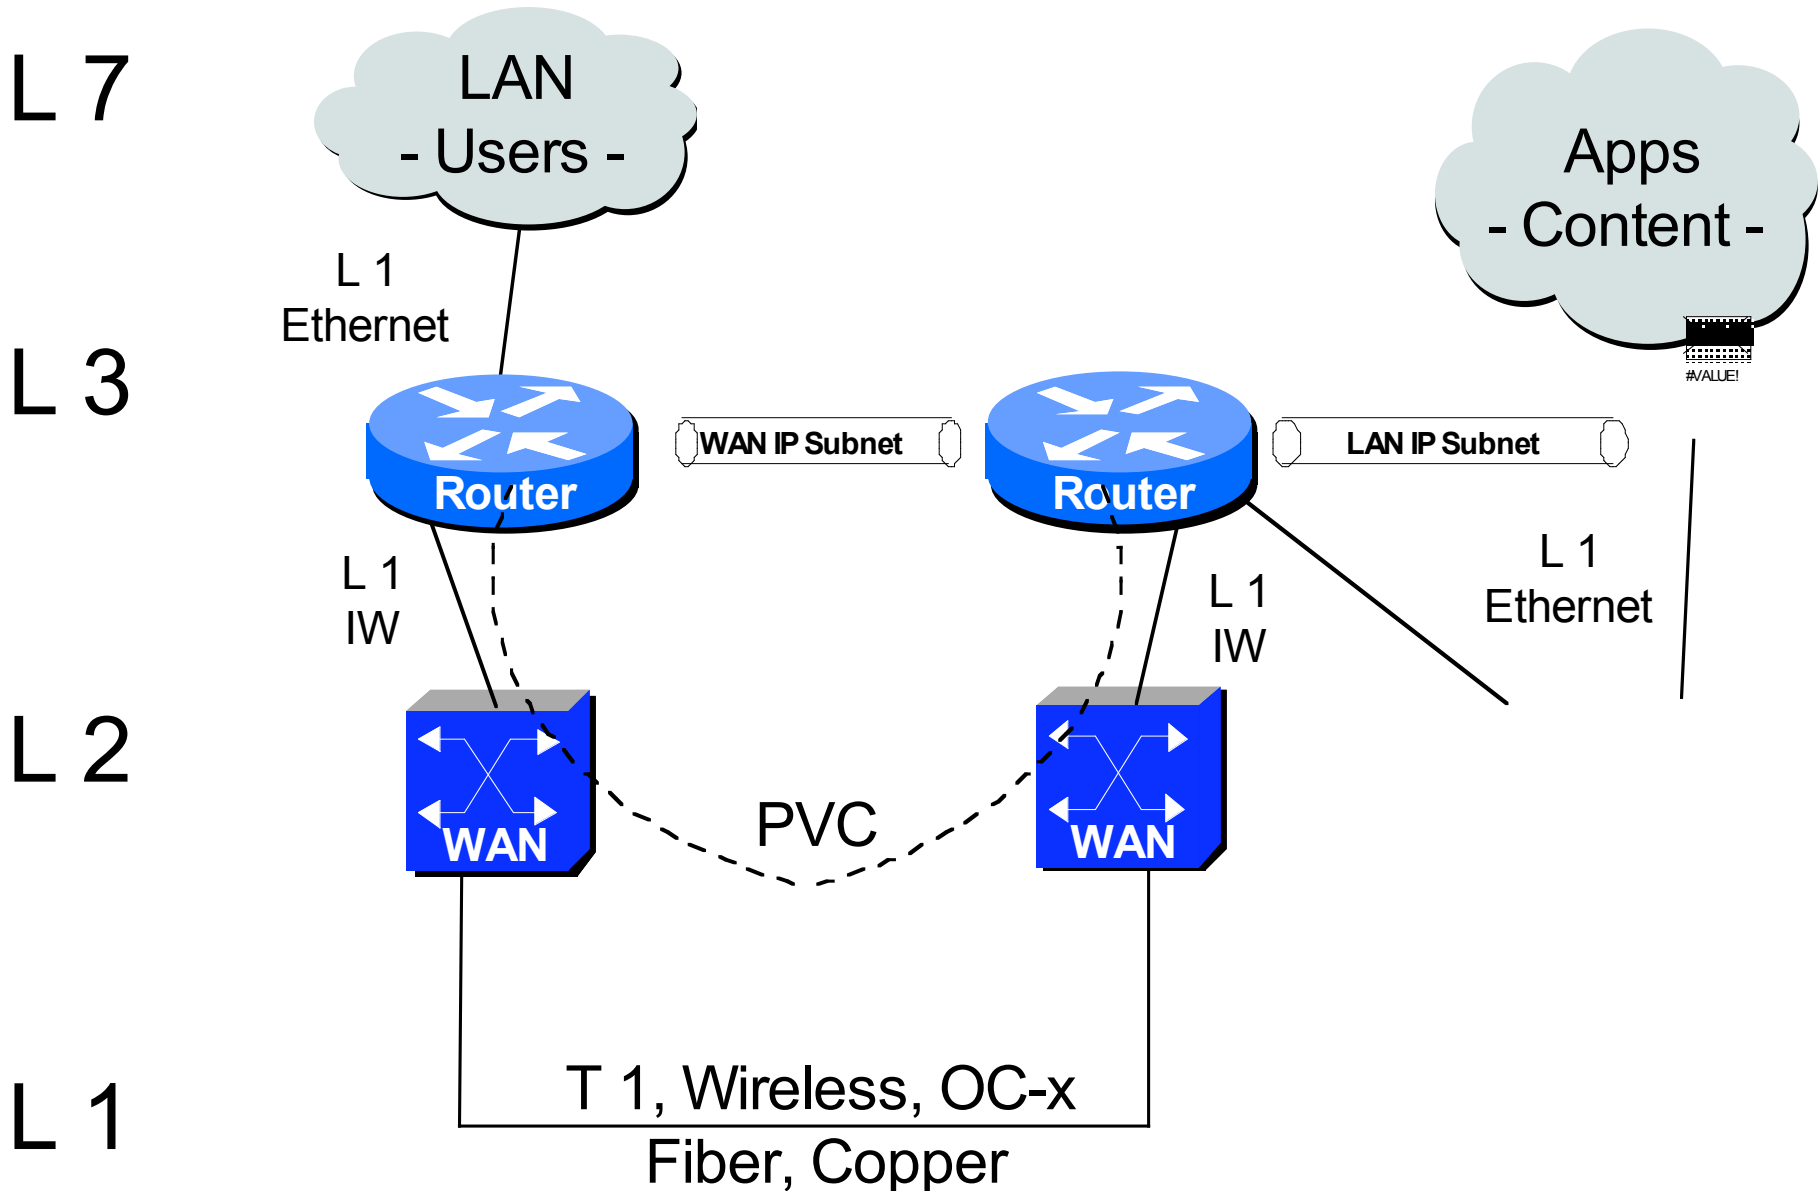 L 7
LAN
- Users -
Apps
- Content -
L 1
Ethernet
L 3
#VALUE!
WAN IP Subnet
LAN IP Subnet
Router
Router
L 1
IW
L 1
IW
L 1
Ethernet
L 2
PVC
WAN
WAN
L 1
T 1, Wireless, OC-x
Fiber, Copper